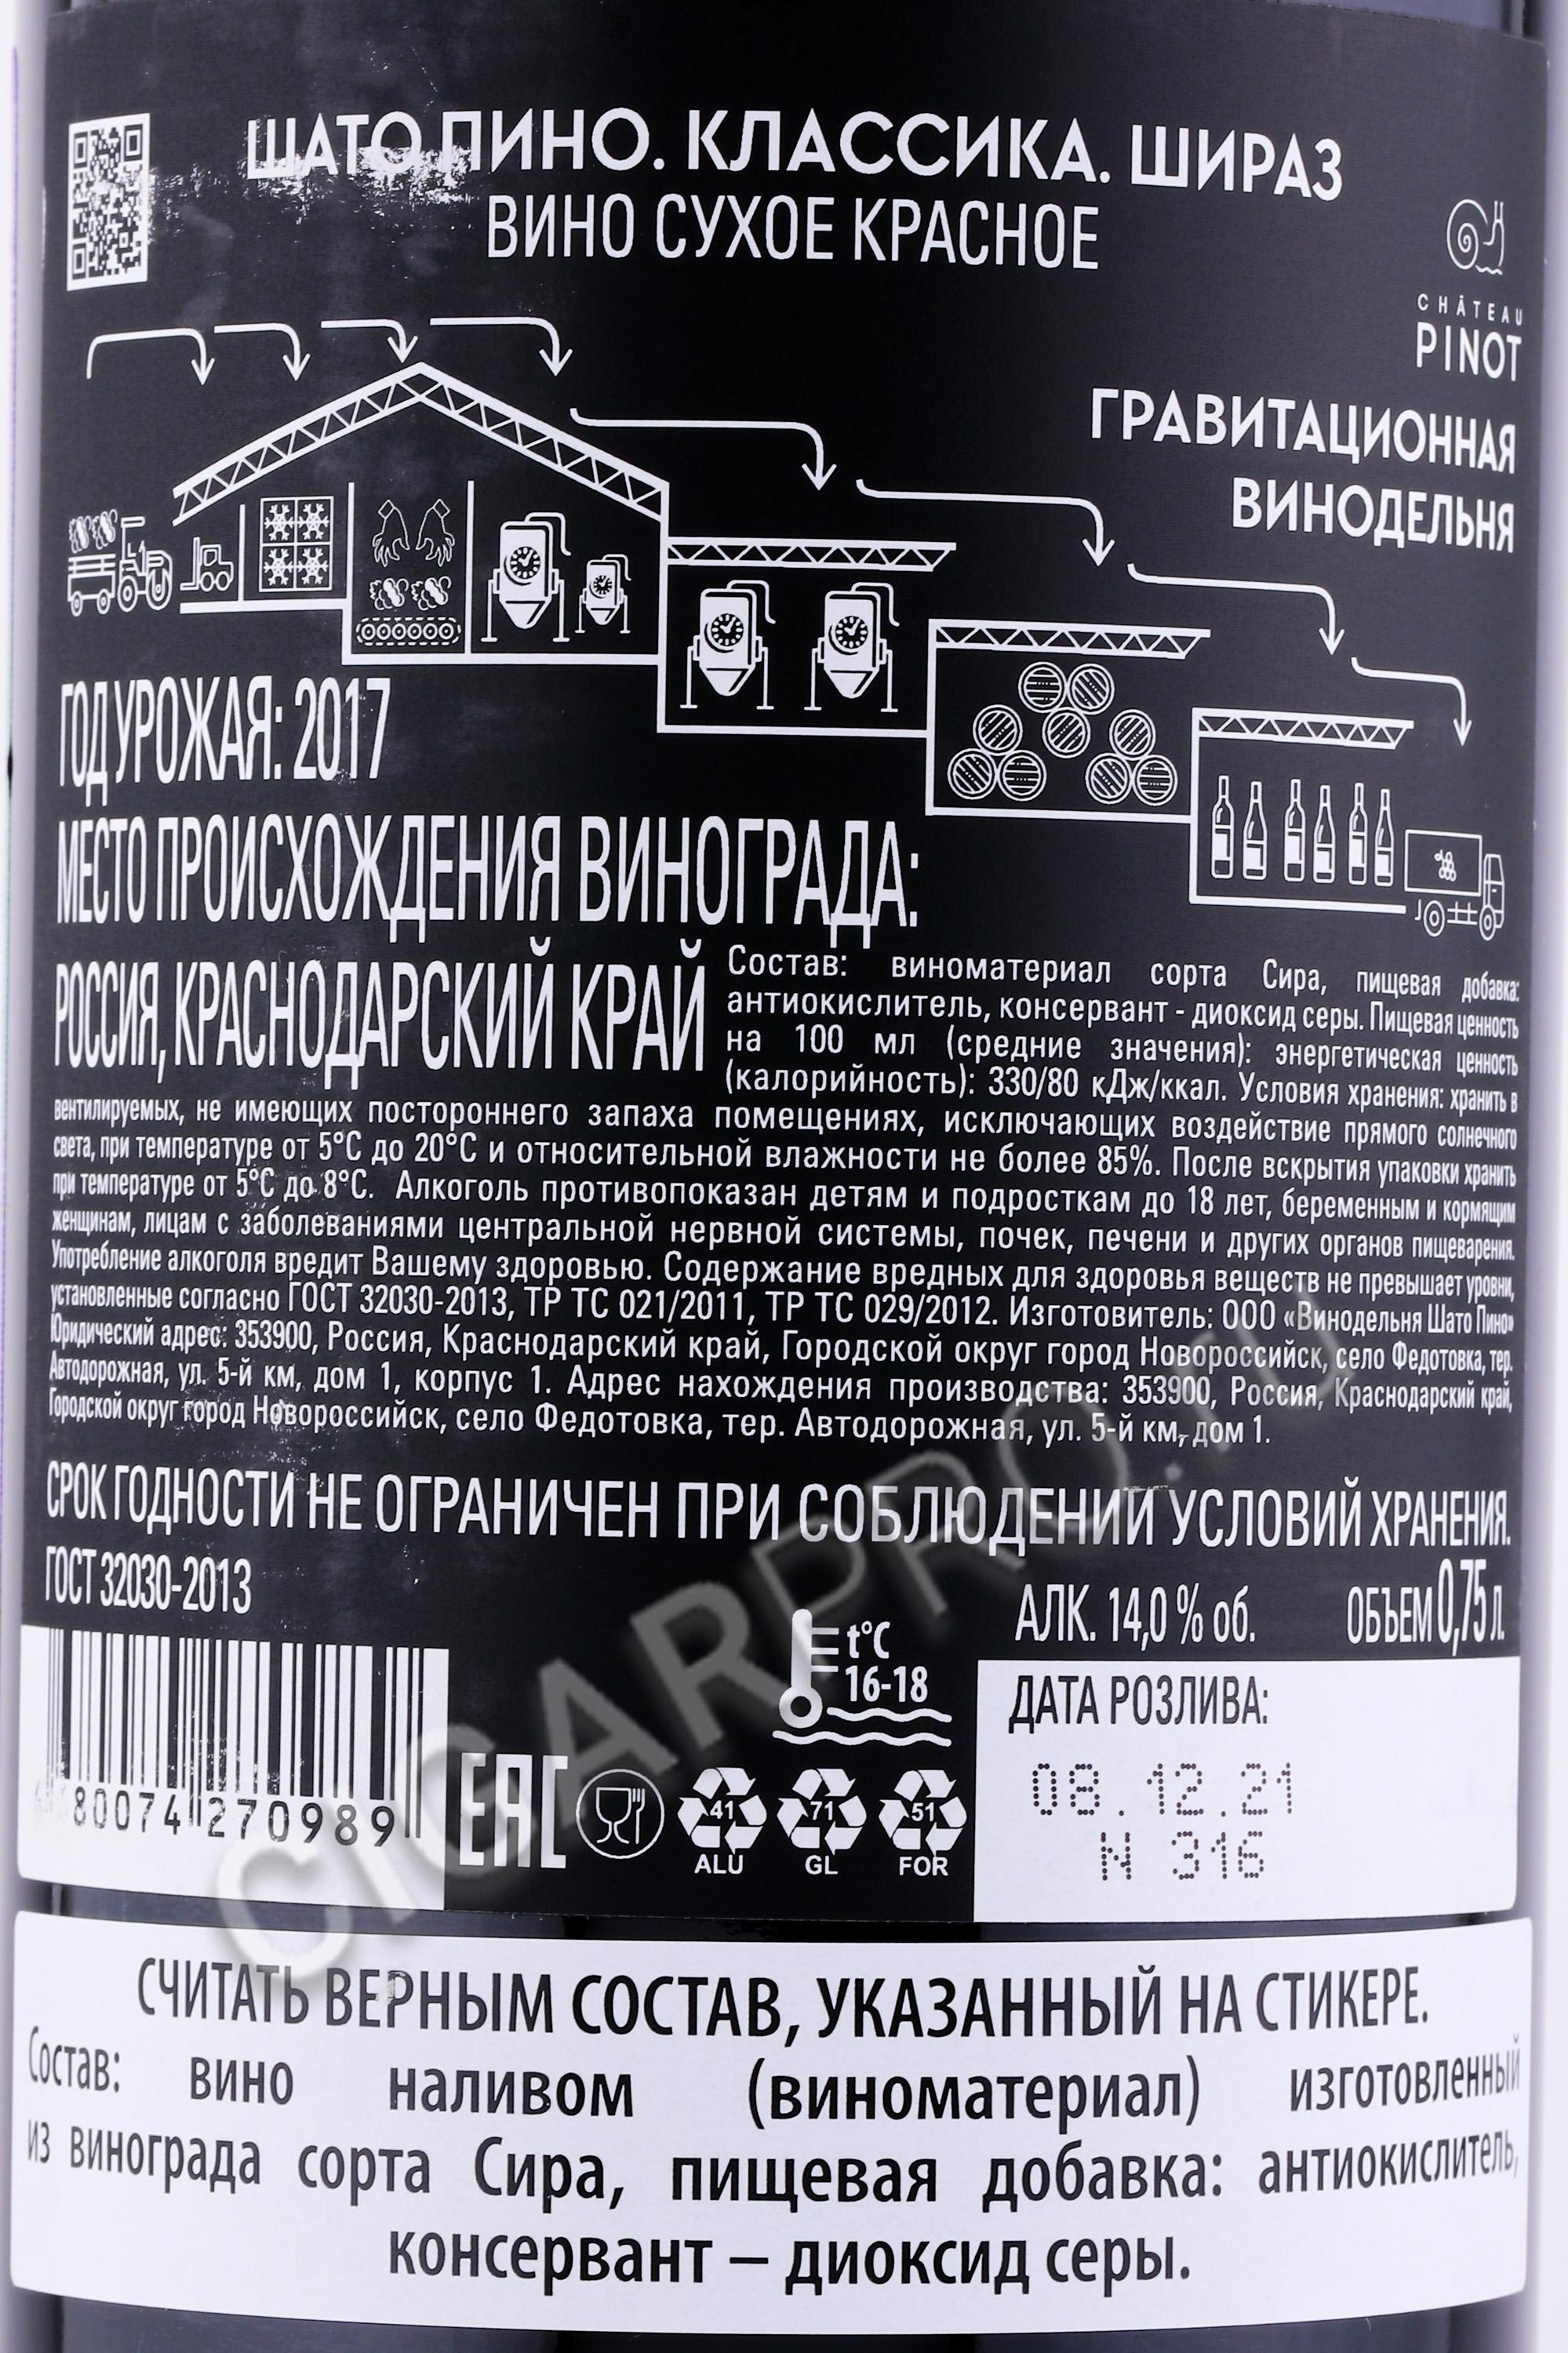 ШАТО ПИНО. КЛАССИКА. ШИРАЗ
ВИНО СУХОЕ КРАСНОЕ
CHÂTEAU
PINOT
ГРАВИТАЦИОННАЯ
ВИНОДЕЛЬНЯ
ГОД УРОЖАЯ: 2017
МЕСТО ПРОИСХОЖДЕНИЯ ВИНОГРАДА:
РОССИЯ, КРАСНОДАРСКИЙ КРАЙ
Состав: виноматериал сорта Сира, пищевая добавка:
антиокислитель, консервант - диоксид серы. Пищевая ценность
на 100 мл (средние значения): энергетическая ценность
(калорийность): 330/80 кДж/ккал. Условия хранения: хранить в
вентилируемых, не имеющих постороннего запаха помещениях, исключающих воздействие прямого солнечного
света, при температуре от 5°C до 20°C и относительной влажности не более 85%. После вскрытия упаковки хранить
при температуре от 5°C до 8°C. Алкоголь противопоказан детям и подросткам до 18 лет, беременным и кормящим
женщинам, лицам с заболеваниями центральной нервной системы, почек, печени и других органов пищеварения.
Употребление алкоголя вредит Вашему здоровью. Содержание вредных для здоровья веществ не превышает уровни,
установленные согласно ГОСТ 32030-2013, ТР ТС 021/2011, ТР ТС 029/2012. Изготовитель: ООО «Винодельня Шато Пино»
Юридический адрес: 353900, Россия, Краснодарский край, Городской округ город Новороссийск, село Федотовка, тер.
Автодорожная, ул. 5-й км, дом 1, корпус 1. Адрес нахождения производства: 353900, Россия, Краснодарский край,
Городской округ город Новороссийск, село Федотовка, тер. Автодорожная, ул. 5-й км, дом 1.
СРОК ГОДНОСТИ НЕ ОГРАНИЧЕН ПРИ СОБЛЮДЕНИИ УСЛОВИЙ ХРАНЕНИЯ.
ГОСТ 32030-2013
АЛК. 14,0 % об. ОБЪЕМ 0,75 л.
t°C
16-18
ДАТА РОЗЛИВА:
08.12.21
N 316
80074 270989
EAC
41 71 51
ALU GL FOR
CIGARPRO.RU
СЧИТАТЬ ВЕРНЫМ СОСТАВ, УКАЗАННЫЙ НА СТИКЕРЕ.
Состав: вино наливом (виноматериал) изготовленный
из винограда сорта Сира, пищевая добавка: антиокислитель,
консервант – диоксид серы.